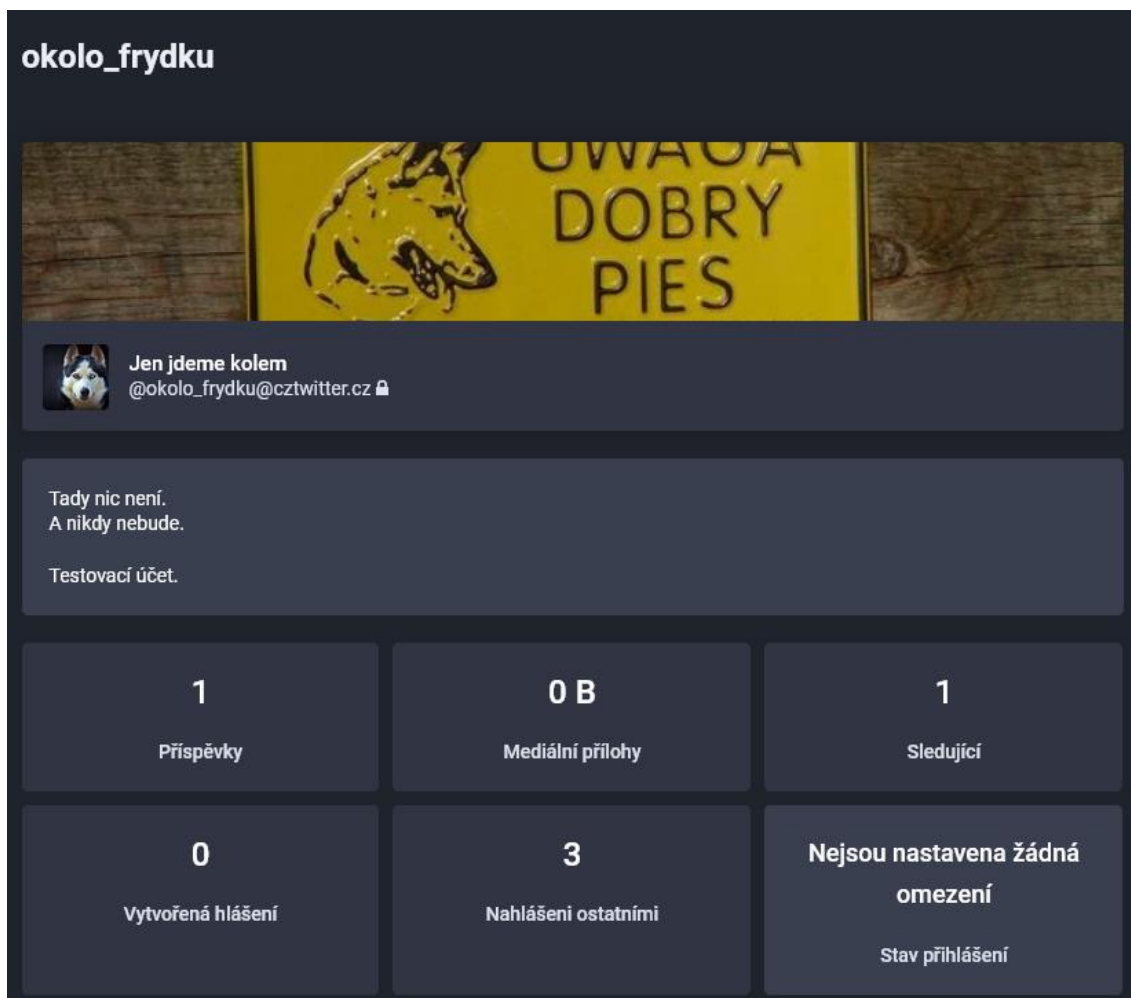 okolo_frydku
UWAGA
DOBRY
PIES
Jen jdeme kolem
@okolo_frydku@cztwitter.cz
Tady nic není.
A nikdy nebude.
Testovací účet.
1
Příspěvky
0 B
Mediální přílohy
1
Sledující
0
Vytvořená hlášení
3
Nahlášeni ostatními
Nejsou nastavena žádná
omezení
Stav přihlášení